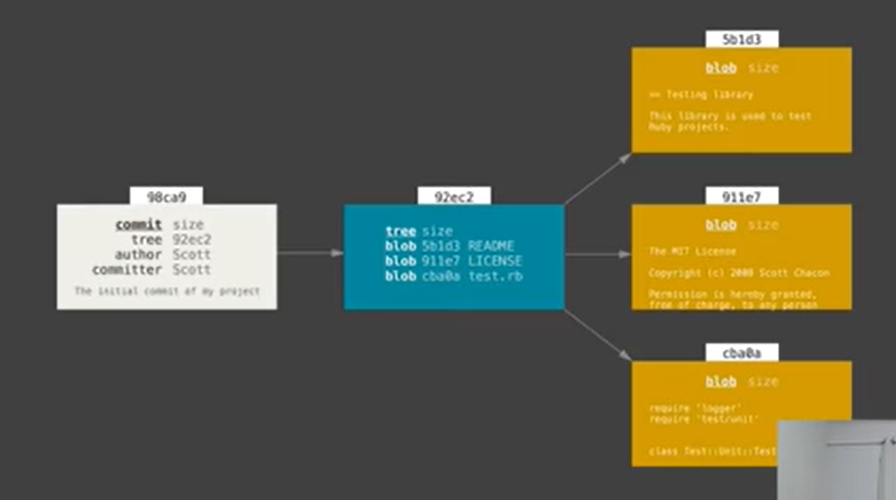 5b1d3
blob size
== Testing library
This library is used to test
Ruby projects.
98ca9
commit size
tree 92ec2
author Scott
committer Scott
The initial commit of my project
92ec2
tree size
blob 5b1d3 README
blob 911e7 LICENSE
blob cba0a test.rb
911e7
blob size
The MIT License
Copyright (c) 2008 Scott Chacon
Permission is hereby granted,
free of charge, to any person
cba0a
blob size
require 'logger'
require 'test/unit'
class Test::Unit::Test